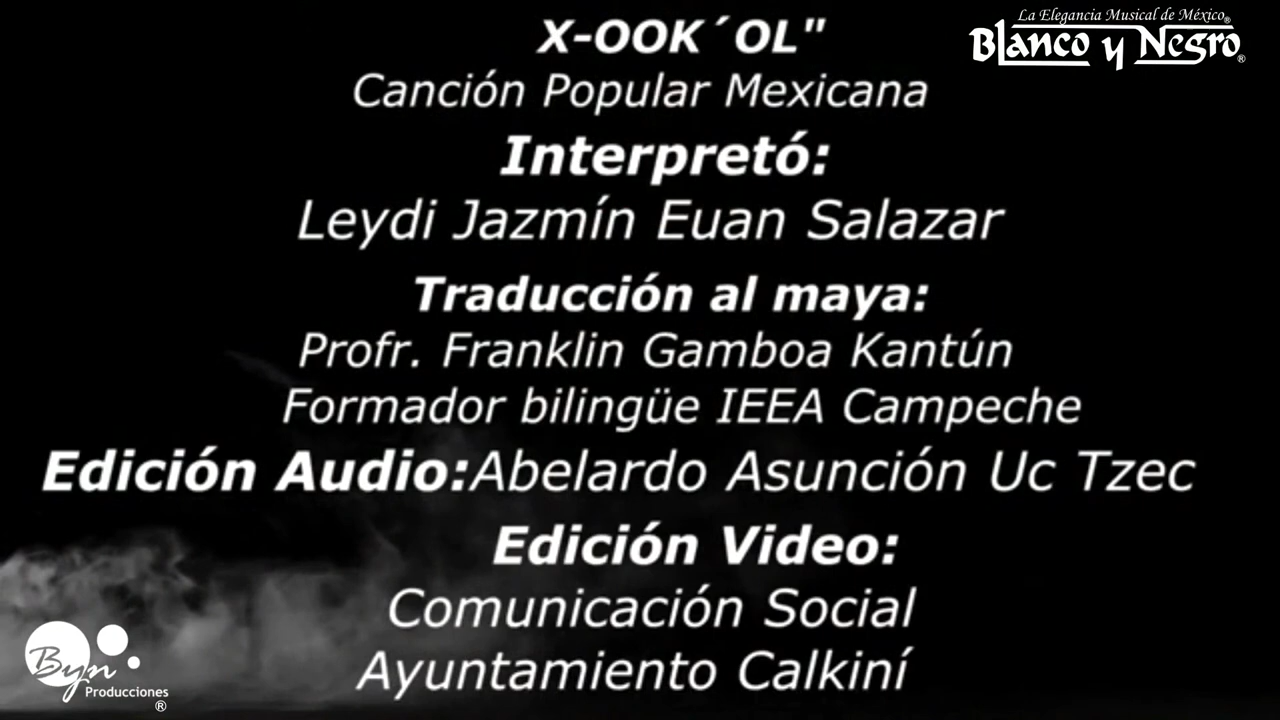 X-OOK´OL"
La Elegancia Musical de México®
Blanco y Negro®
Canción Popular Mexicana
Interpretó:
Leydi Jazmín Euan Salazar
Traducción al maya:
Profr. Franklin Gamboa Kantún
Formador bilingüe IEEA Campeche
Edición Audio:Abelardo Asunción Uc Tzec
Edición Video:
Comunicación Social
Ayuntamiento Calkiní
Byn
Producciones
®